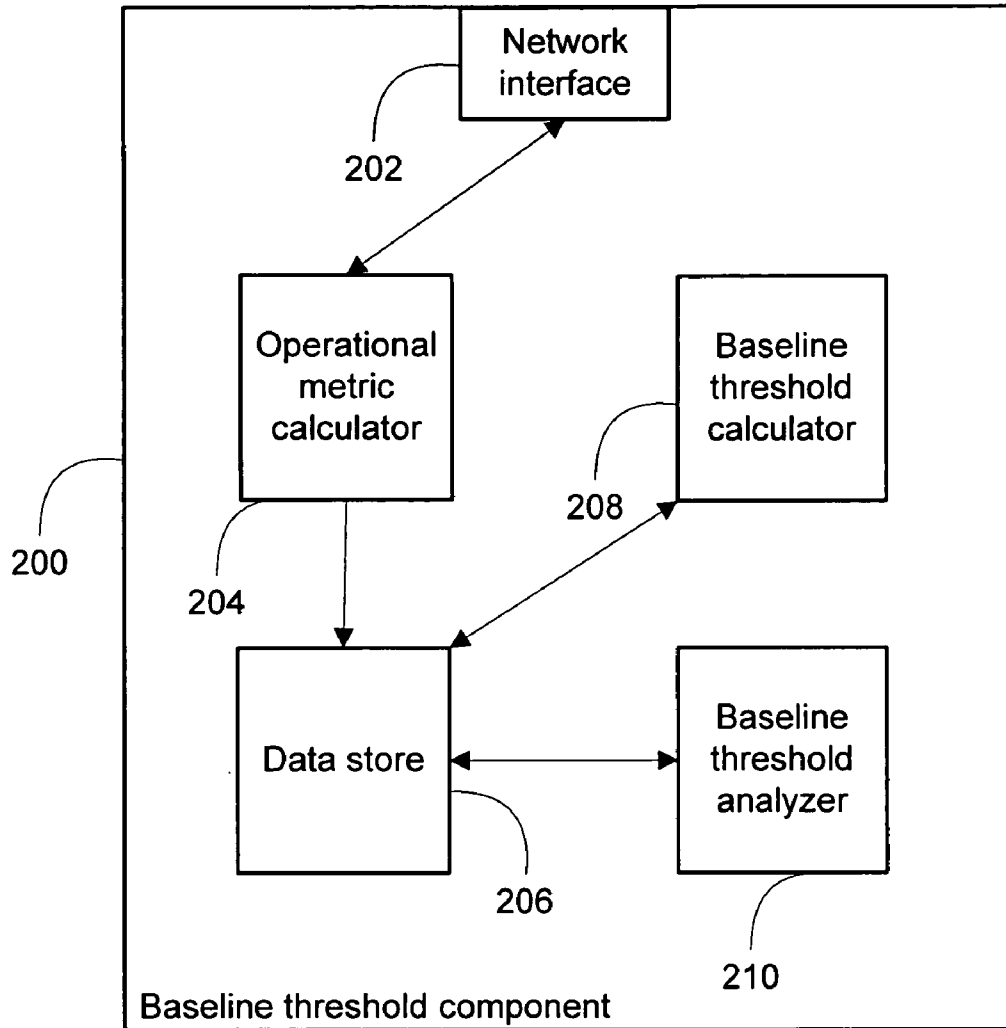 Network
interface
202
Operational
metric
calculator
Baseline
threshold
calculator
200
204
208
Data store
Baseline
threshold
analyzer
206
210
Baseline threshold component